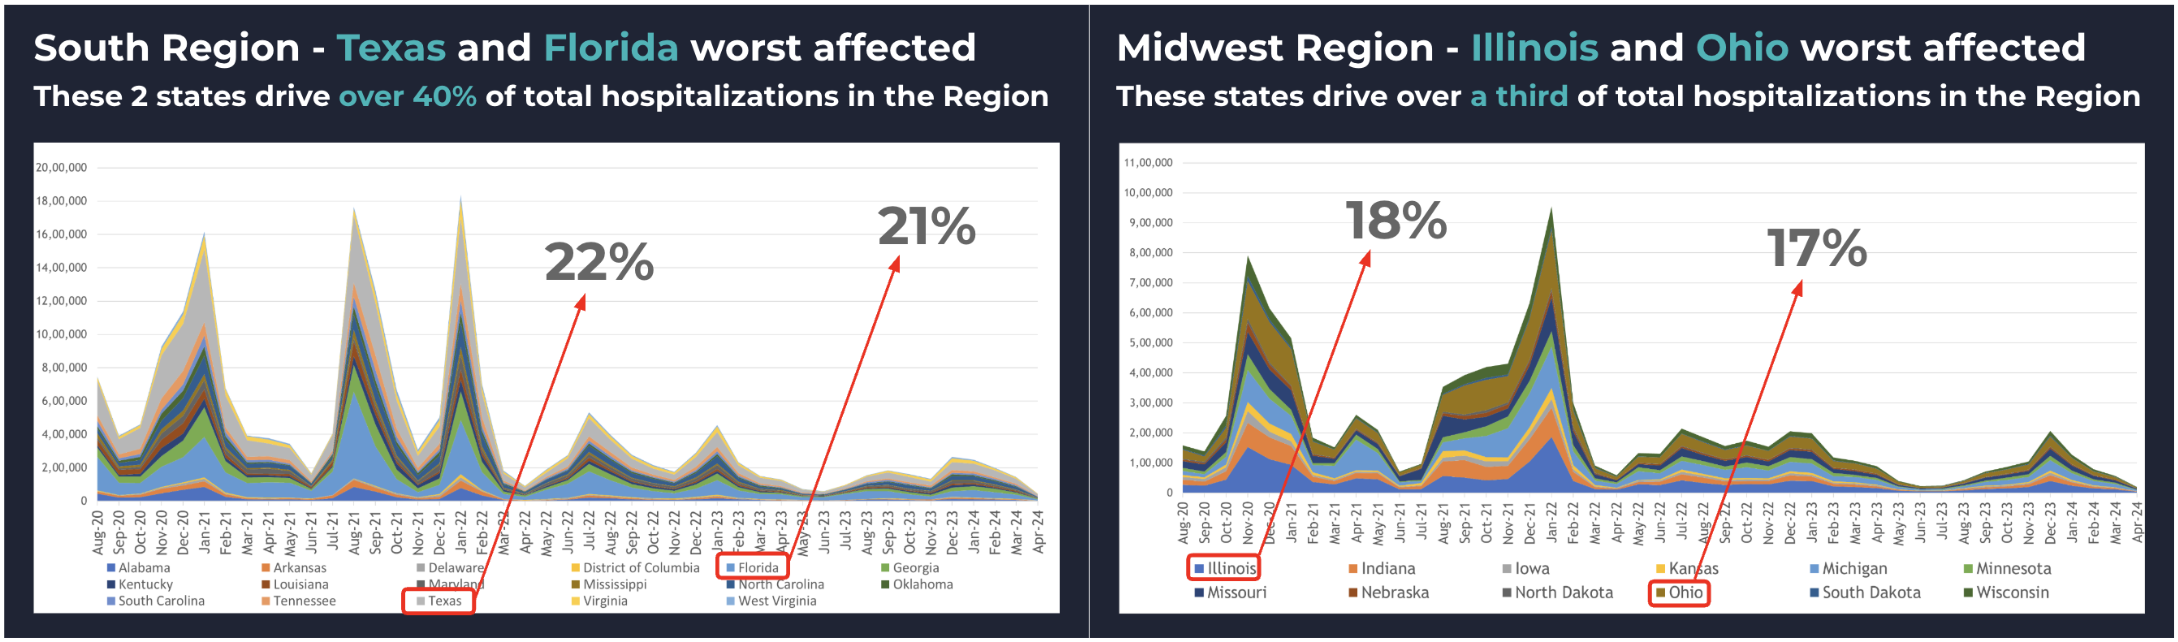 South Region - Texas and Florida worst affected
These 2 states drive over 40% of total hospitalizations in the Region
20,00,000
18,00,000
16,00,000
14,00,000
12,00,000
10,00,000
8,00,000
6,00,000
4,00,000
2,00,000
0
22%
21%
Aug-20 Sep-20 Oct-20 Nov-20 Dec-20 Jan-21 Feb-21 Mar-21 Apr-21 May-21 Jun-21 Jul-21 Aug-21 Sep-21 Oct-21 Nov-21 Dec-21 Jan-22 Feb-22 Mar-22 Apr-22 May-22 Jun-22 Jul-22 Aug-22 Sep-22 Oct-22 Nov-22 Dec-22 Jan-23 Feb-23 Mar-23 Apr-23 May-23 Jun-23 Jul-23 Aug-23 Sep-23 Oct-23 Nov-23 Dec-23 Jan-24 Feb-24 Mar-24 Apr-24
Alabama Arkansas Delaware District of Columbia Florida Georgia
Kentucky Louisiana Maryland Mississippi North Carolina Oklahoma
South Carolina Tennessee Texas Virginia West Virginia
Midwest Region - Illinois and Ohio worst affected
These states drive over a third of total hospitalizations in the Region
11,00,000
10,00,000
9,00,000
8,00,000
7,00,000
6,00,000
5,00,000
4,00,000
3,00,000
2,00,000
1,00,000
0
18%
17%
Aug-20 Sep-20 Oct-20 Nov-20 Dec-20 Jan-21 Feb-21 Mar-21 Apr-21 May-21 Jun-21 Jul-21 Aug-21 Sep-21 Oct-21 Nov-21 Dec-21 Jan-22 Feb-22 Mar-22 Apr-22 May-22 Jun-22 Jul-22 Aug-22 Sep-22 Oct-22 Nov-22 Dec-22 Jan-23 Feb-23 Mar-23 Apr-23 May-23 Jun-23 Jul-23 Aug-23 Sep-23 Oct-23 Nov-23 Dec-23 Jan-24 Feb-24 Mar-24 Apr-24
Illinois Indiana Iowa Kansas Michigan Minnesota
Missouri Nebraska North Dakota Ohio South Dakota Wisconsin